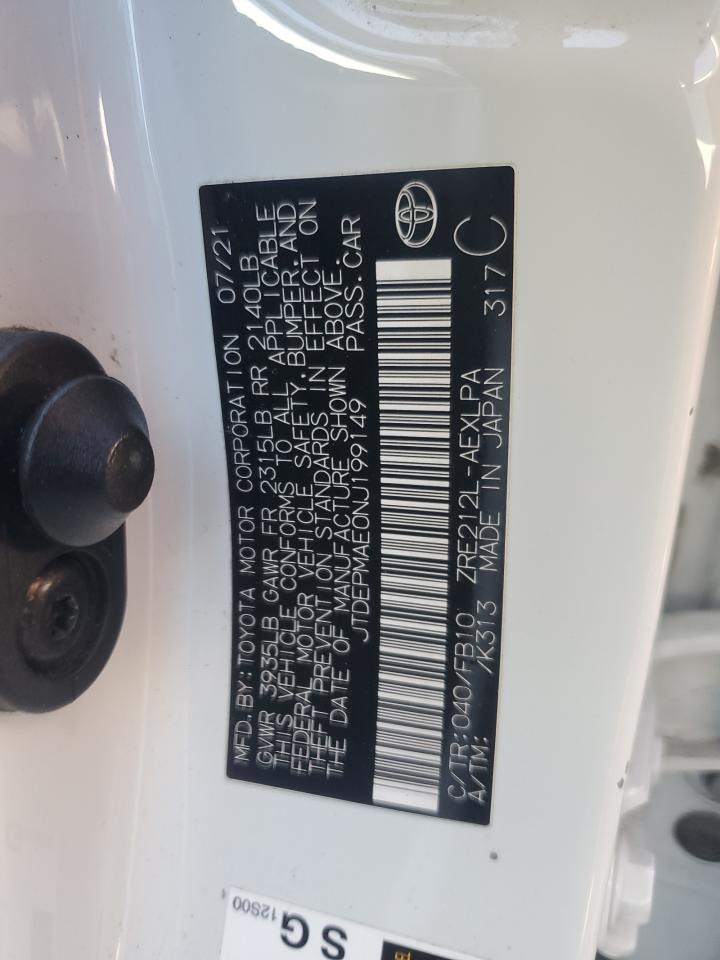 MFD. BY: TOYOTA MOTOR CORPORATION 07/21
GVWR 3935LB GAWR FR 2315LB RR 2140LB
THIS VEHICLE CONFORMS TO ALL APPLICABLE
FEDERAL MOTOR VEHICLE SAFETY, BUMPER, AND
THEFT PREVENTION STANDARDS IN EFFECT ON
THE DATE OF MANUFACTURE SHOWN ABOVE.
JTDEPMAE0NJ199149 PASS. CAR
C/TR: 040/FB10 ZRE212L-AEXLPA
A/TM: /K313 MADE IN JAPAN 317 C
12S00
SG